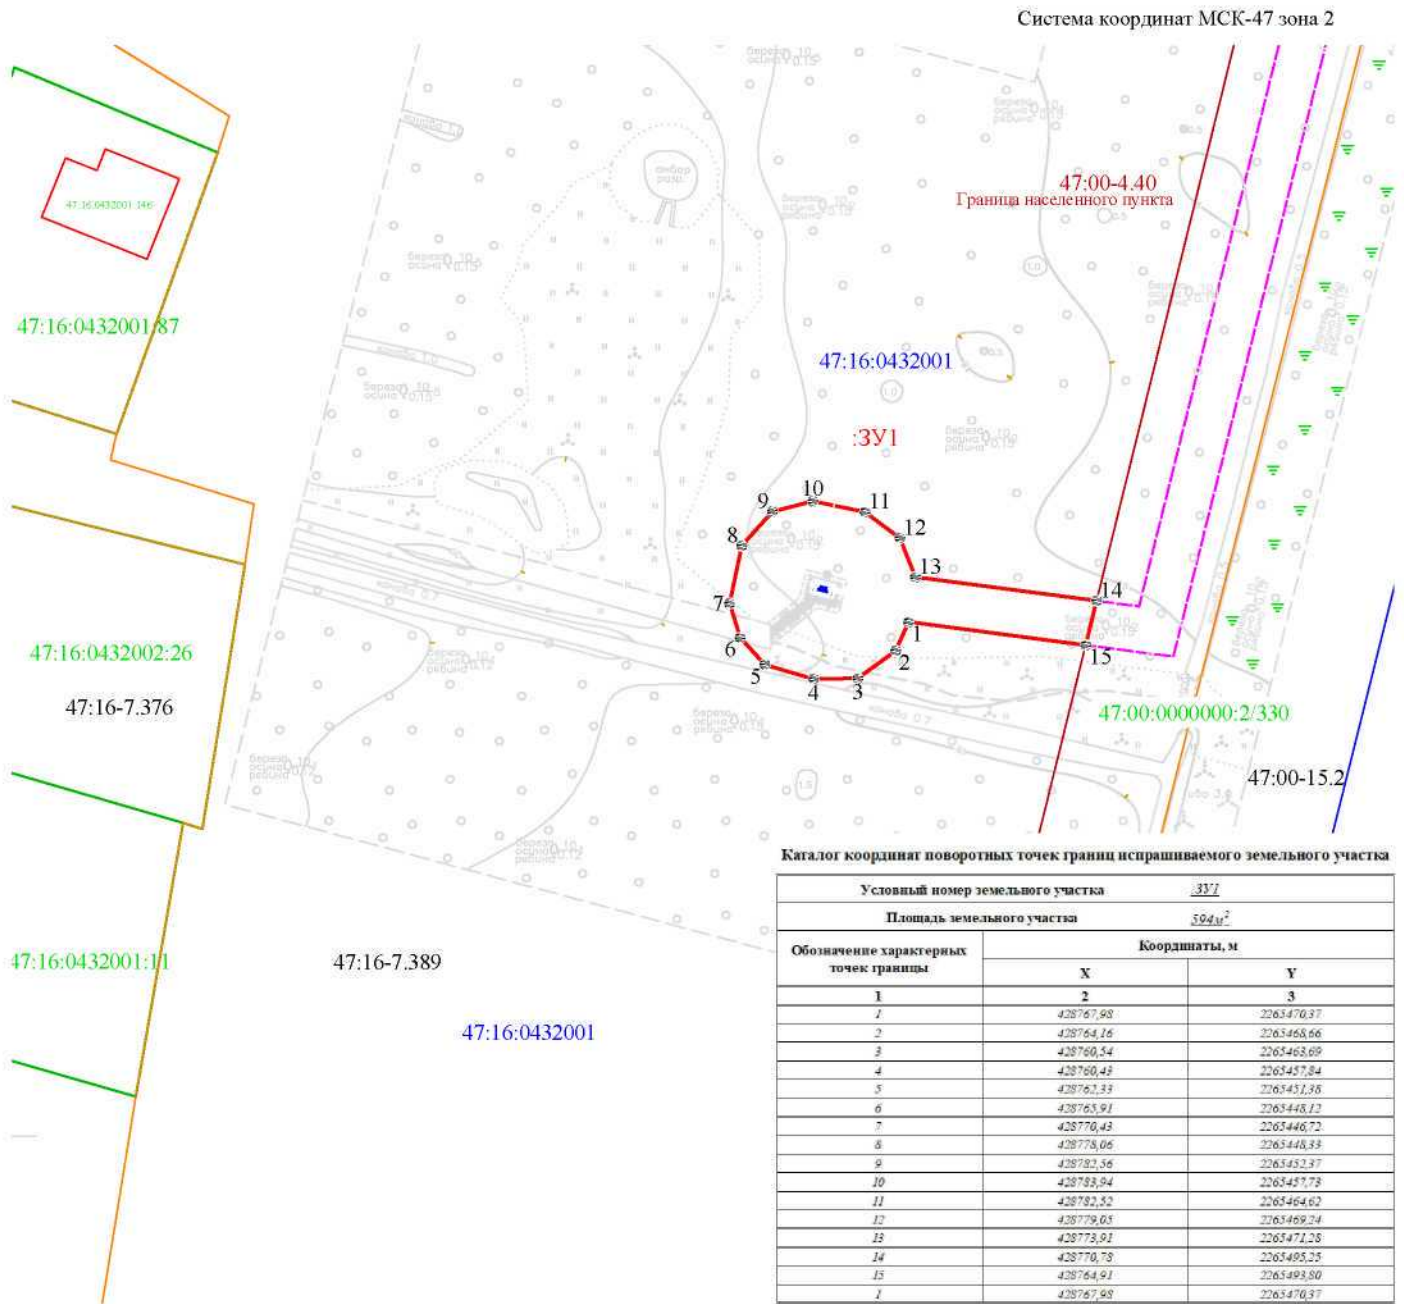 Система координат МСК-47 зона 2
47:00-4.40
Граница населенного пункта
47:16:0432001:146
47:16:0432001:87
47:16:0432001
:ЗУ1
10
9
11
12
8
13
14
7
1
6
2
15
5
4
3
47:16:0432002:26
47:16-7.376
47:00:0000000:2/330
47:00-15.2
47:16:0432001:11
47:16-7.389
47:16:0432001
Каталог координат поворотных точек границ испрашиваемого земельного участка
Условный номер земельного участка :ЗУ1
Площадь земельного участка 594м²
Обозначение характерных точек границы Координаты, м
X Y
1 2 3
1 428767,98 2265470,37
2 428764,16 2265468,66
3 428760,54 2265463,69
4 428760,43 2265457,84
5 428762,33 2265451,38
6 428765,91 2265448,12
7 428770,43 2265446,72
8 428778,06 2265448,33
9 428782,56 2265452,37
10 428783,94 2265457,73
11 428782,52 2265464,62
12 428779,05 2265469,24
13 428773,91 2265471,28
14 428770,78 2265495,25
15 428764,91 2265493,80
1 428767,98 2265470,37